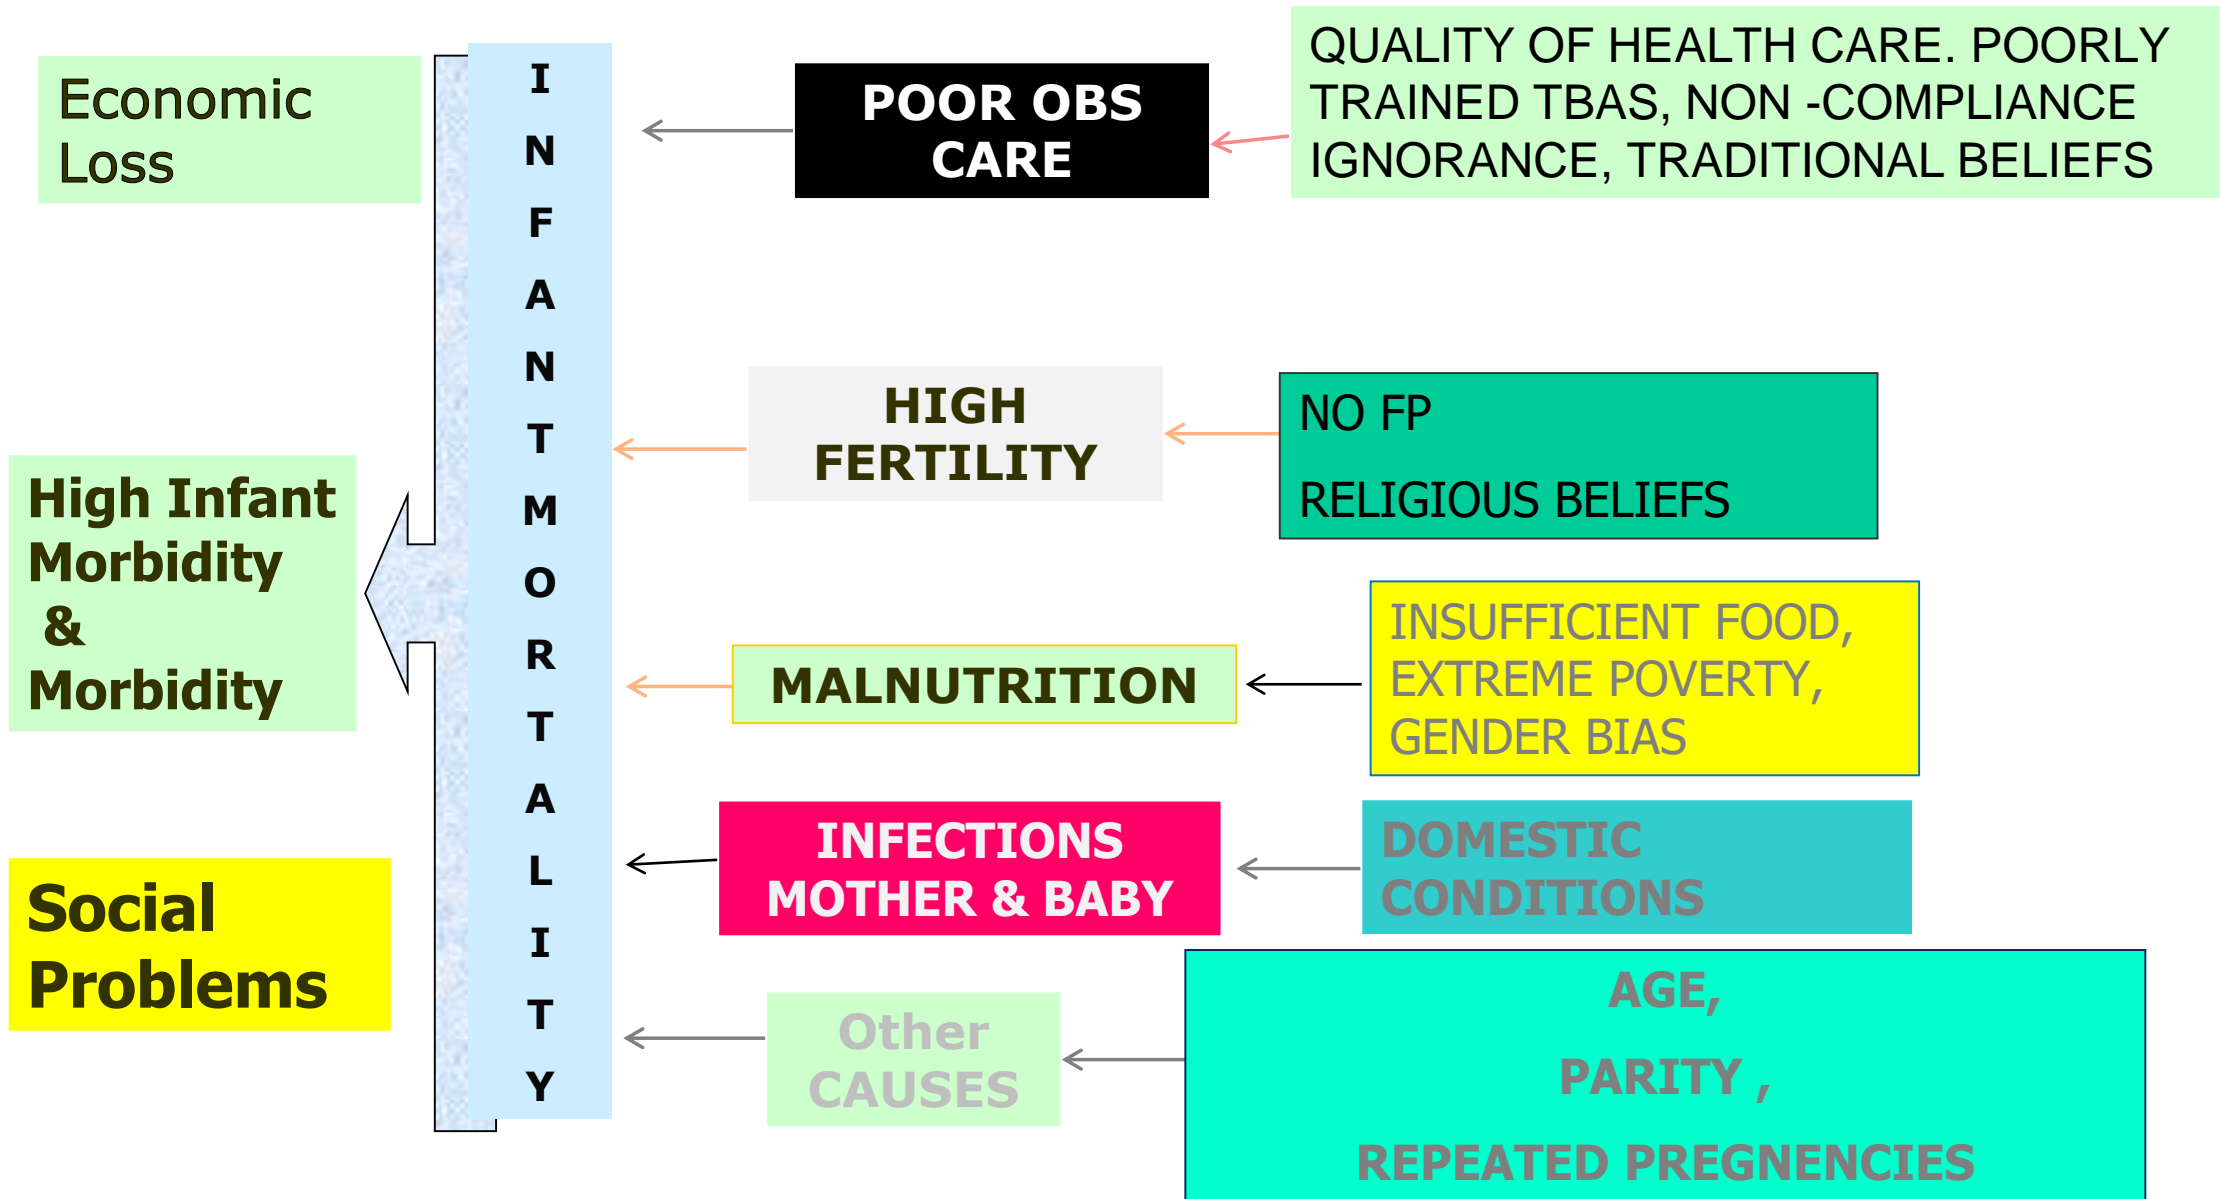 Economic
Loss
High Infant
Morbidity
&
Morbidity
Social
Problems
I
N
F
A
N
T
M
O
R
T
A
L
I
T
Y
POOR OBS
CARE
QUALITY OF HEALTH CARE. POORLY
TRAINED TBAS, NON -COMPLIANCE
IGNORANCE, TRADITIONAL BELIEFS
HIGH
FERTILITY
NO FP
RELIGIOUS BELIEFS
MALNUTRITION
INSUFFICIENT FOOD,
EXTREME POVERTY,
GENDER BIAS
INFECTIONS
MOTHER & BABY
DOMESTIC
CONDITIONS
Other
CAUSES
AGE,
PARITY ,
REPEATED PREGNENCIES